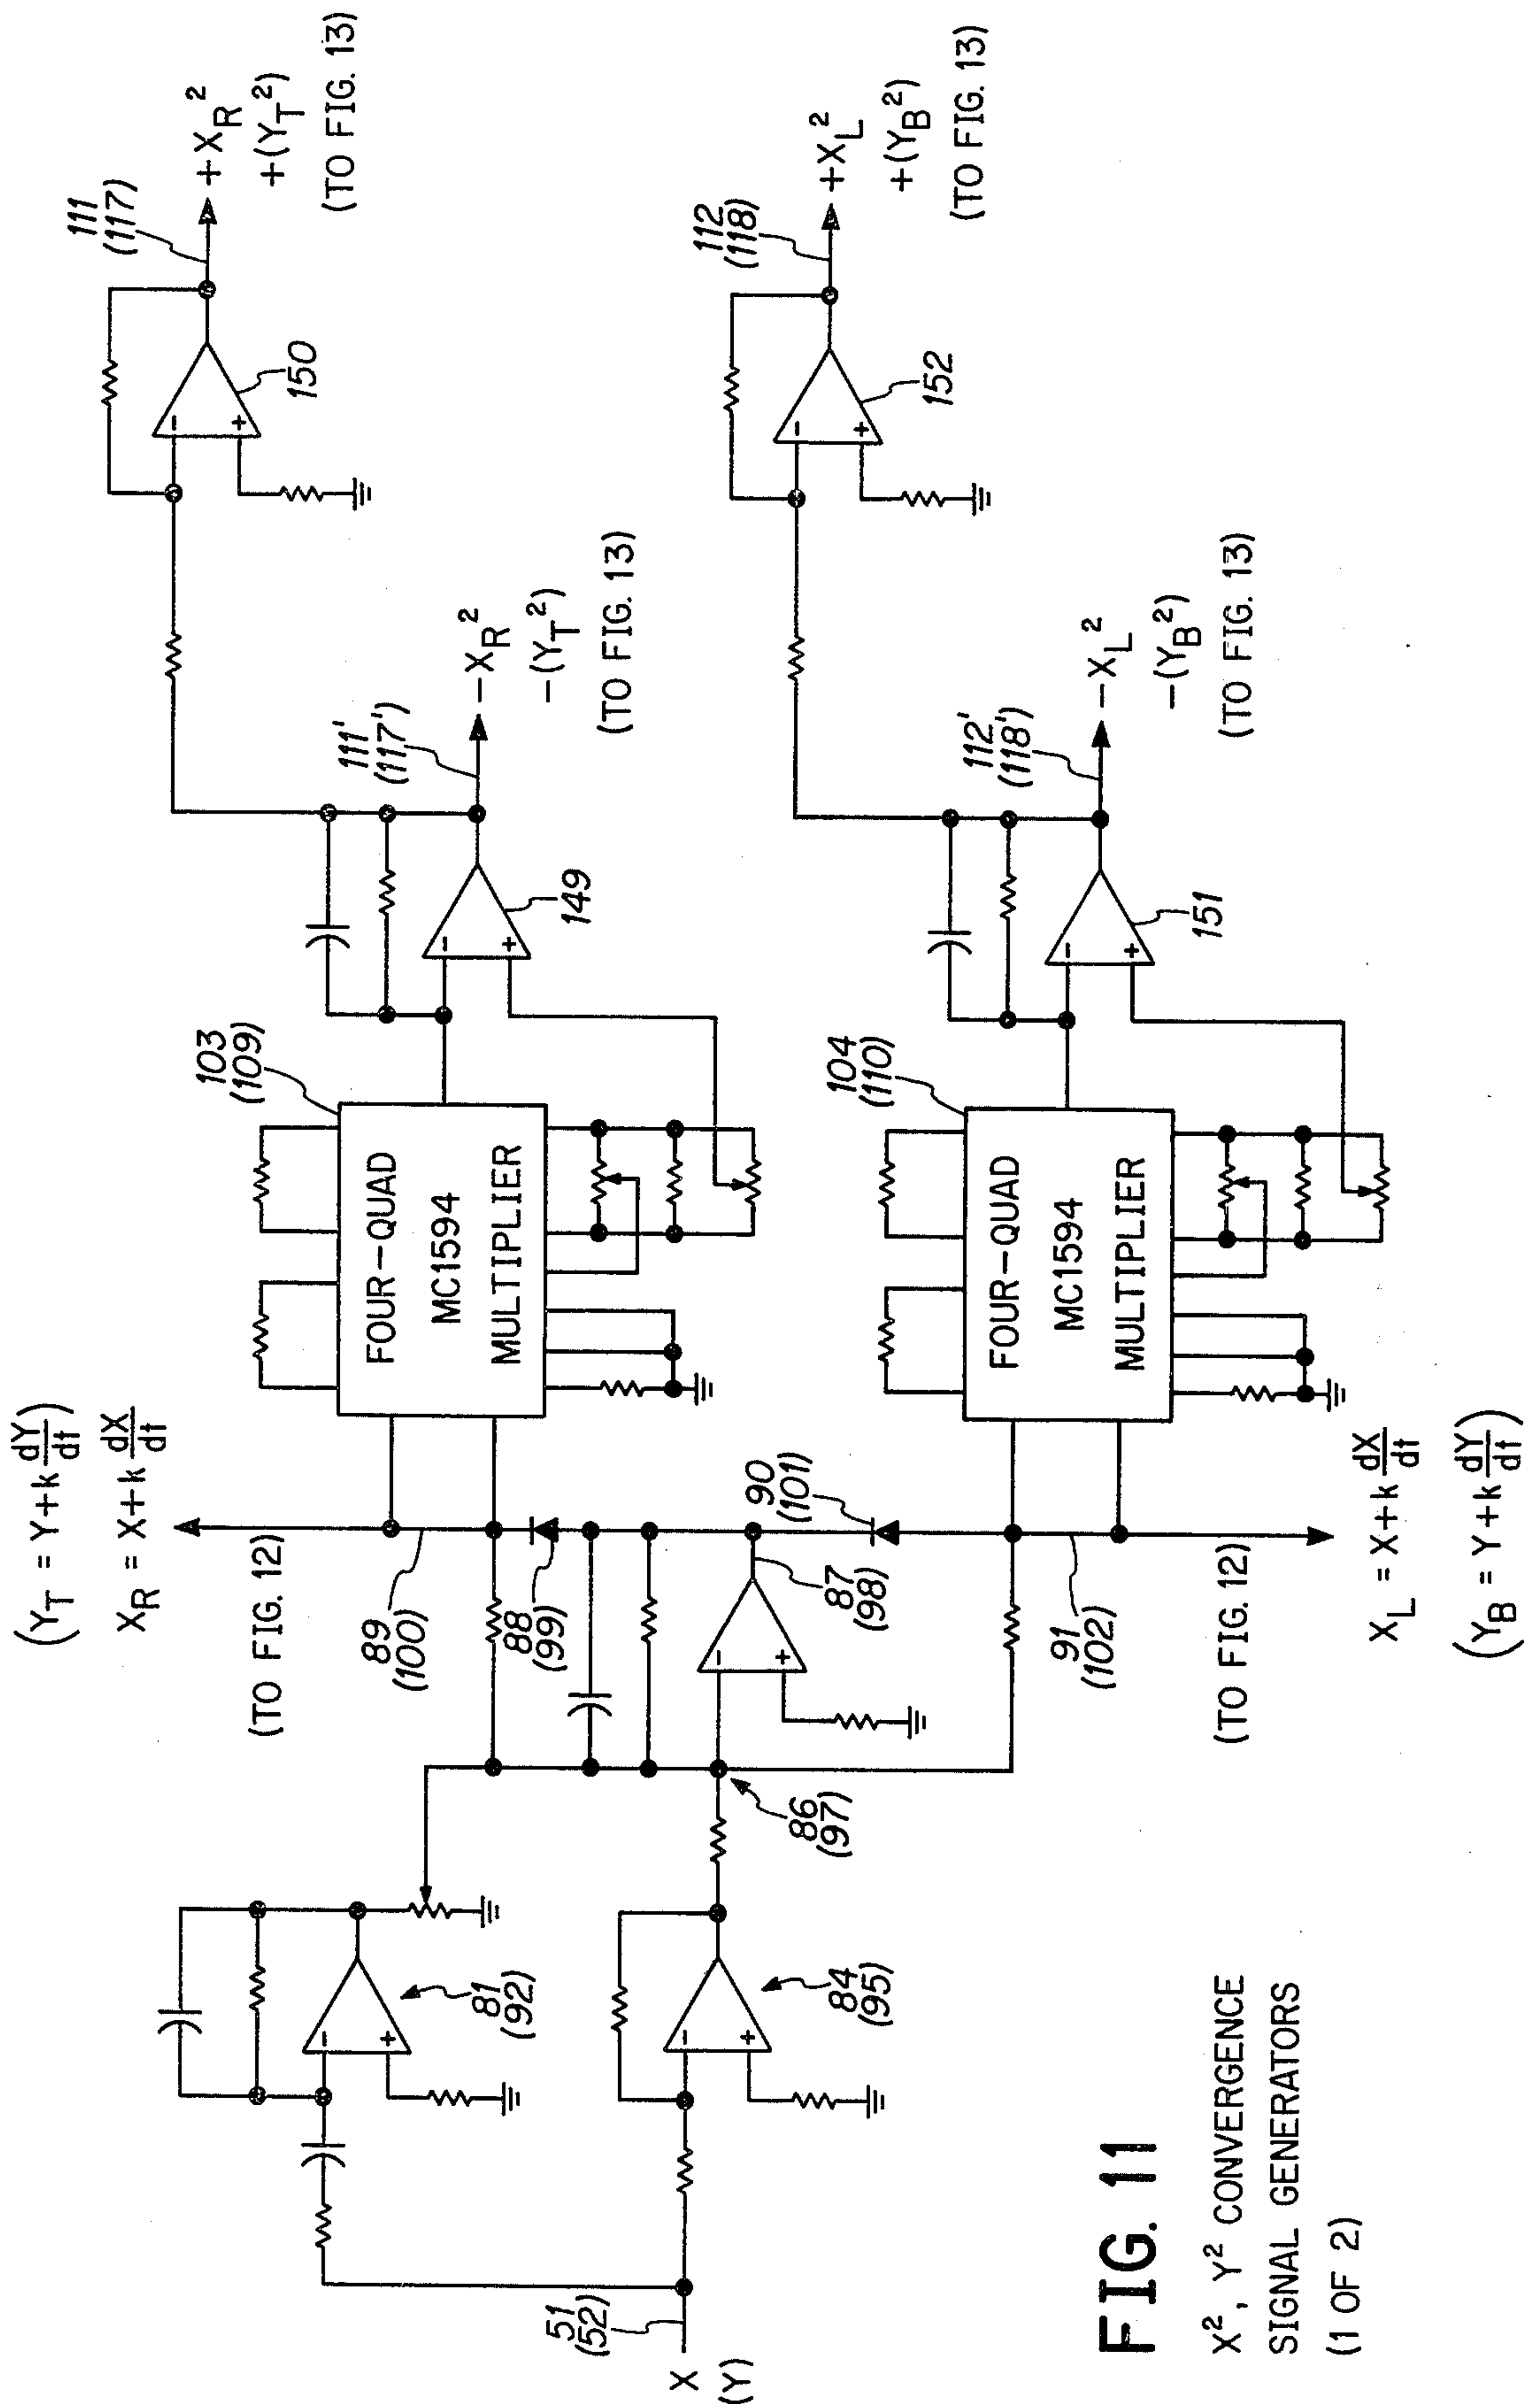 (Y_T = Y+k dY/dt)
X_R = X+k dX/dt
(TO FIG. 12)
89
(100)
88
(99)
103
(109)
FOUR-QUAD
MC1594
MULTIPLIER
-
+
149
111'
(117')
-X_R²
-(Y_T²)
(TO FIG. 13)
-
+
150
111
(117)
+X_R²
+(Y_T²)
(TO FIG. 13)
51
(52)
X
(Y)
-
+
81
(92)
-
+
84
(95)
86
(97)
-
+
87
(98)
90
(101)
91
(102)
(TO FIG. 12)
X_L = X+k dX/dt
(Y_B = Y+k dY/dt)
104
(110)
FOUR-QUAD
MC1594
MULTIPLIER
-
+
151
112'
(118')
-X_L²
-(Y_B²)
(TO FIG. 13)
-
+
152
112
(118)
+X_L²
+(Y_B²)
(TO FIG. 13)
FIG. 11
X², Y² CONVERGENCE
SIGNAL GENERATORS
(1 OF 2)